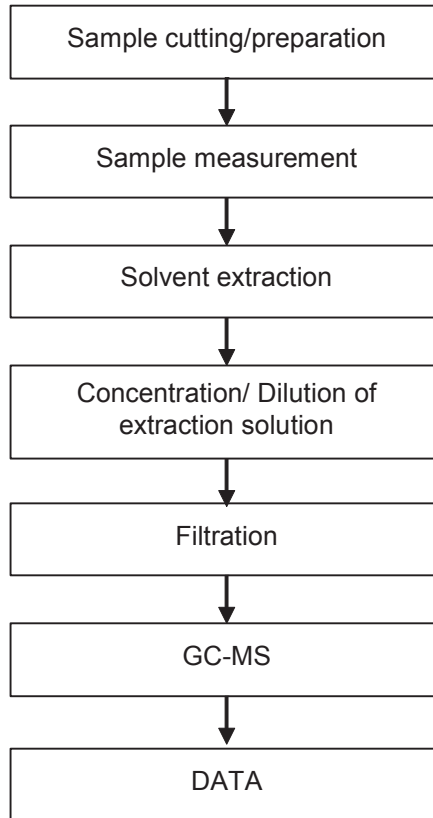 Sample cutting/preparation
Sample measurement
Solvent extraction
Concentration/ Dilution of
extraction solution
Filtration
GC-MS
DATA